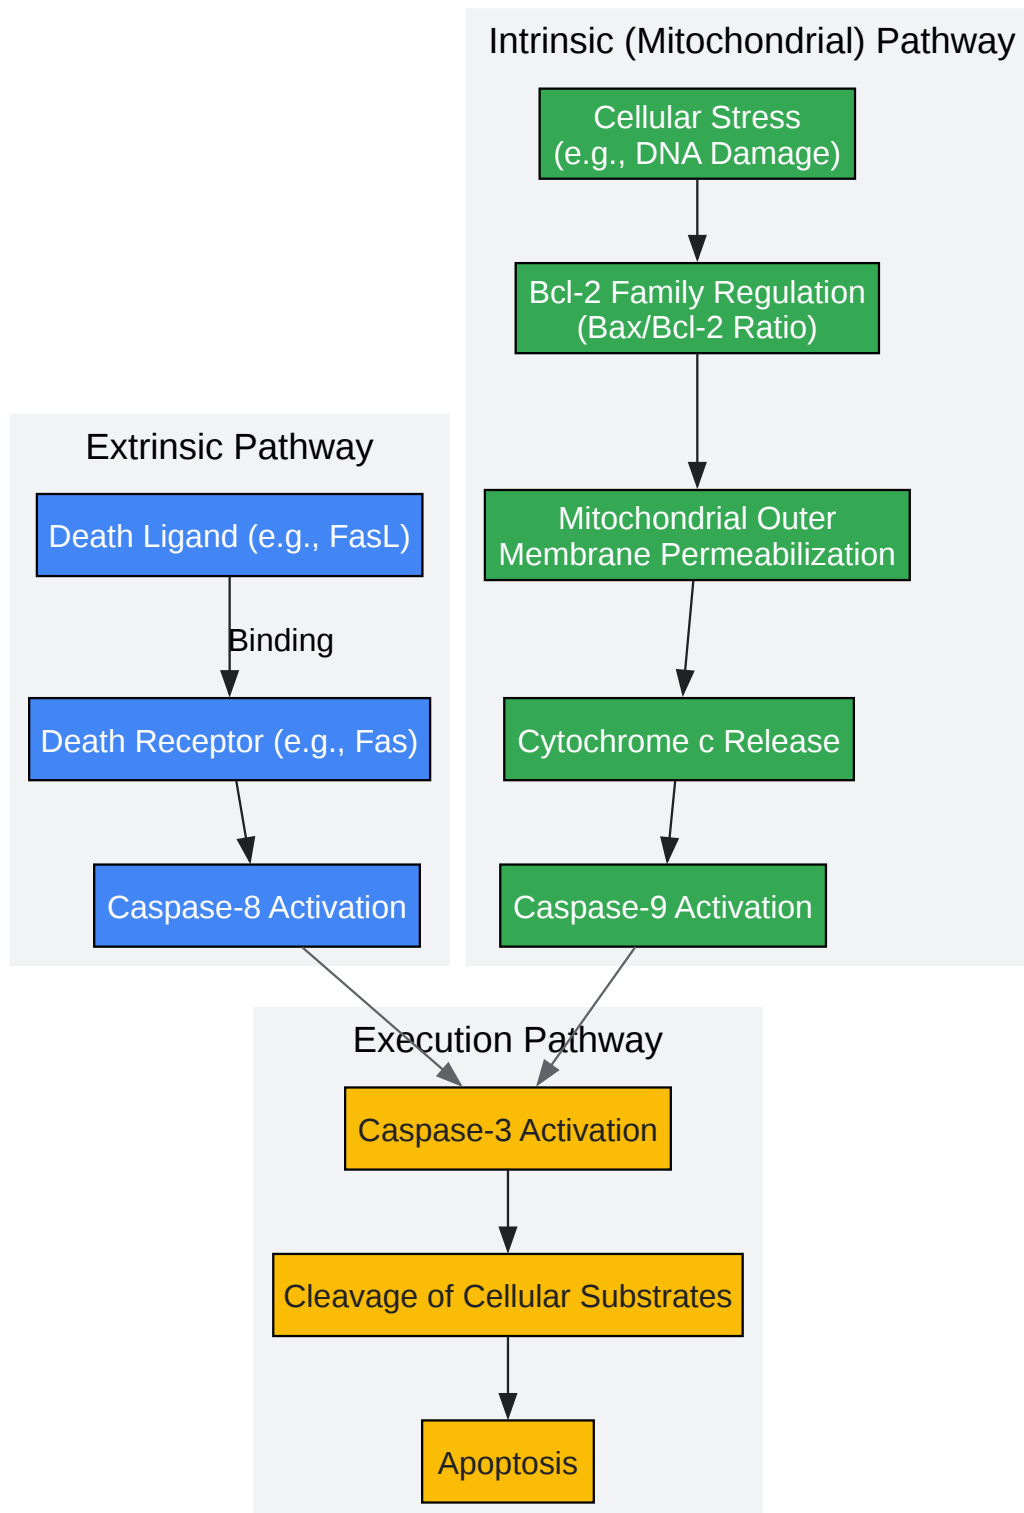 Intrinsic (Mitochondrial) Pathway
Cellular Stress
(e.g., DNA Damage)
Bcl-2 Family Regulation
(Bax/Bcl-2 Ratio)
Mitochondrial Outer
Membrane Permeabilization
Cytochrome c Release
Caspase-9 Activation
Extrinsic Pathway
Death Ligand (e.g., FasL)
Binding
Death Receptor (e.g., Fas)
Caspase-8 Activation
Execution Pathway
Caspase-3 Activation
Cleavage of Cellular Substrates
Apoptosis